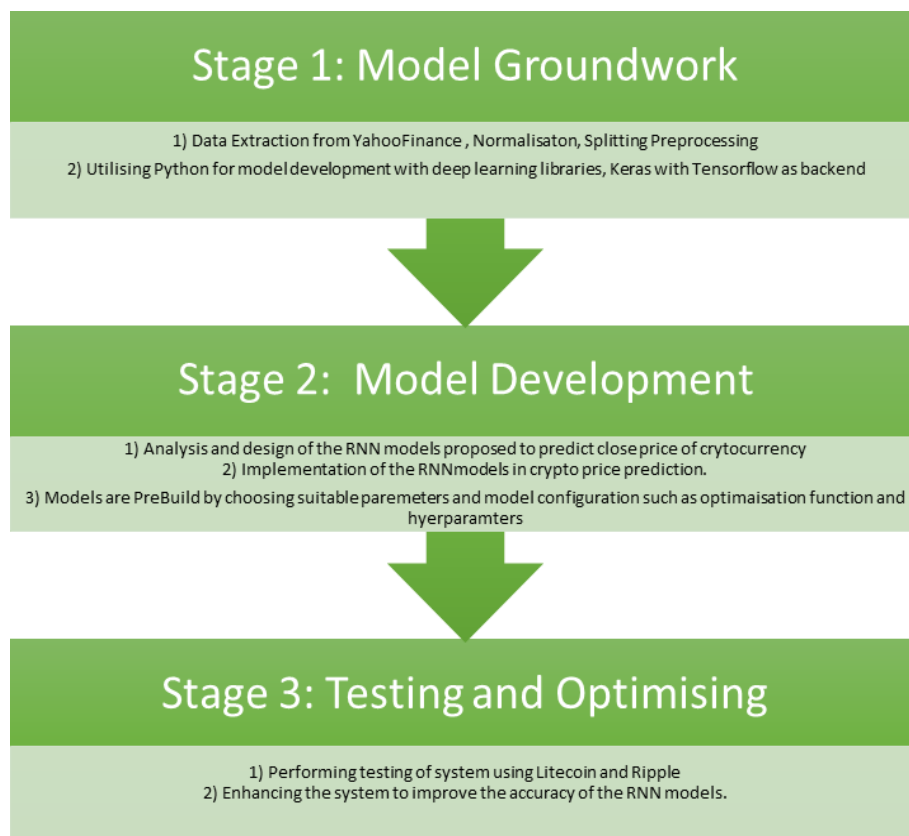 Stage 1: Model Groundwork
1) Data Extraction from YahooFinance , Normalisaton, Splitting Preprocessing
2) Utilising Python for model development with deep learning libraries, Keras with Tensorflow as backend
Stage 2:  Model Development
1) Analysis and design of the RNN models proposed to predict close price of crytocurrency
2) Implementation of the RNNmodels in crypto price prediction.
3) Models are PreBuild by choosing suitable paremeters and model configuration such as optimaisation function and
hyerparamters
Stage 3: Testing and Optimising
1) Performing testing of system using Litecoin and Ripple
2) Enhancing the system to improve the accuracy of the RNN models.